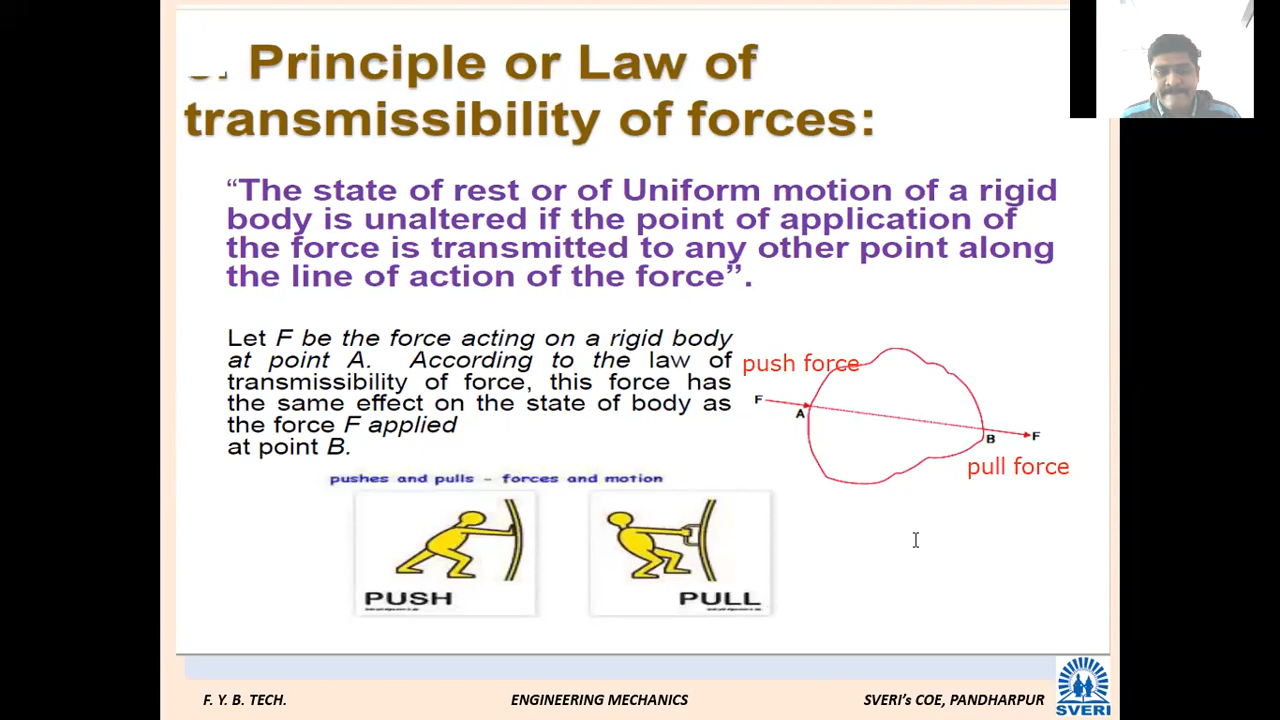 Principle or Law of
transmissibility of forces:
“The state of rest or of Uniform motion of a rigid
body is unaltered if the point of application of
the force is transmitted to any other point along
the line of action of the force”.
Let F be the force acting on a rigid body
at point A. According to the law of
transmissibility of force, this force has
the same effect on the state of body as
the force F applied
at point B.
push force
F
A
B
F
pull force
pushes and pulls - forces and motion
PUSH
PULL
F. Y. B. TECH.
ENGINEERING MECHANICS
SVERI’s COE, PANDHARPUR
SVERI